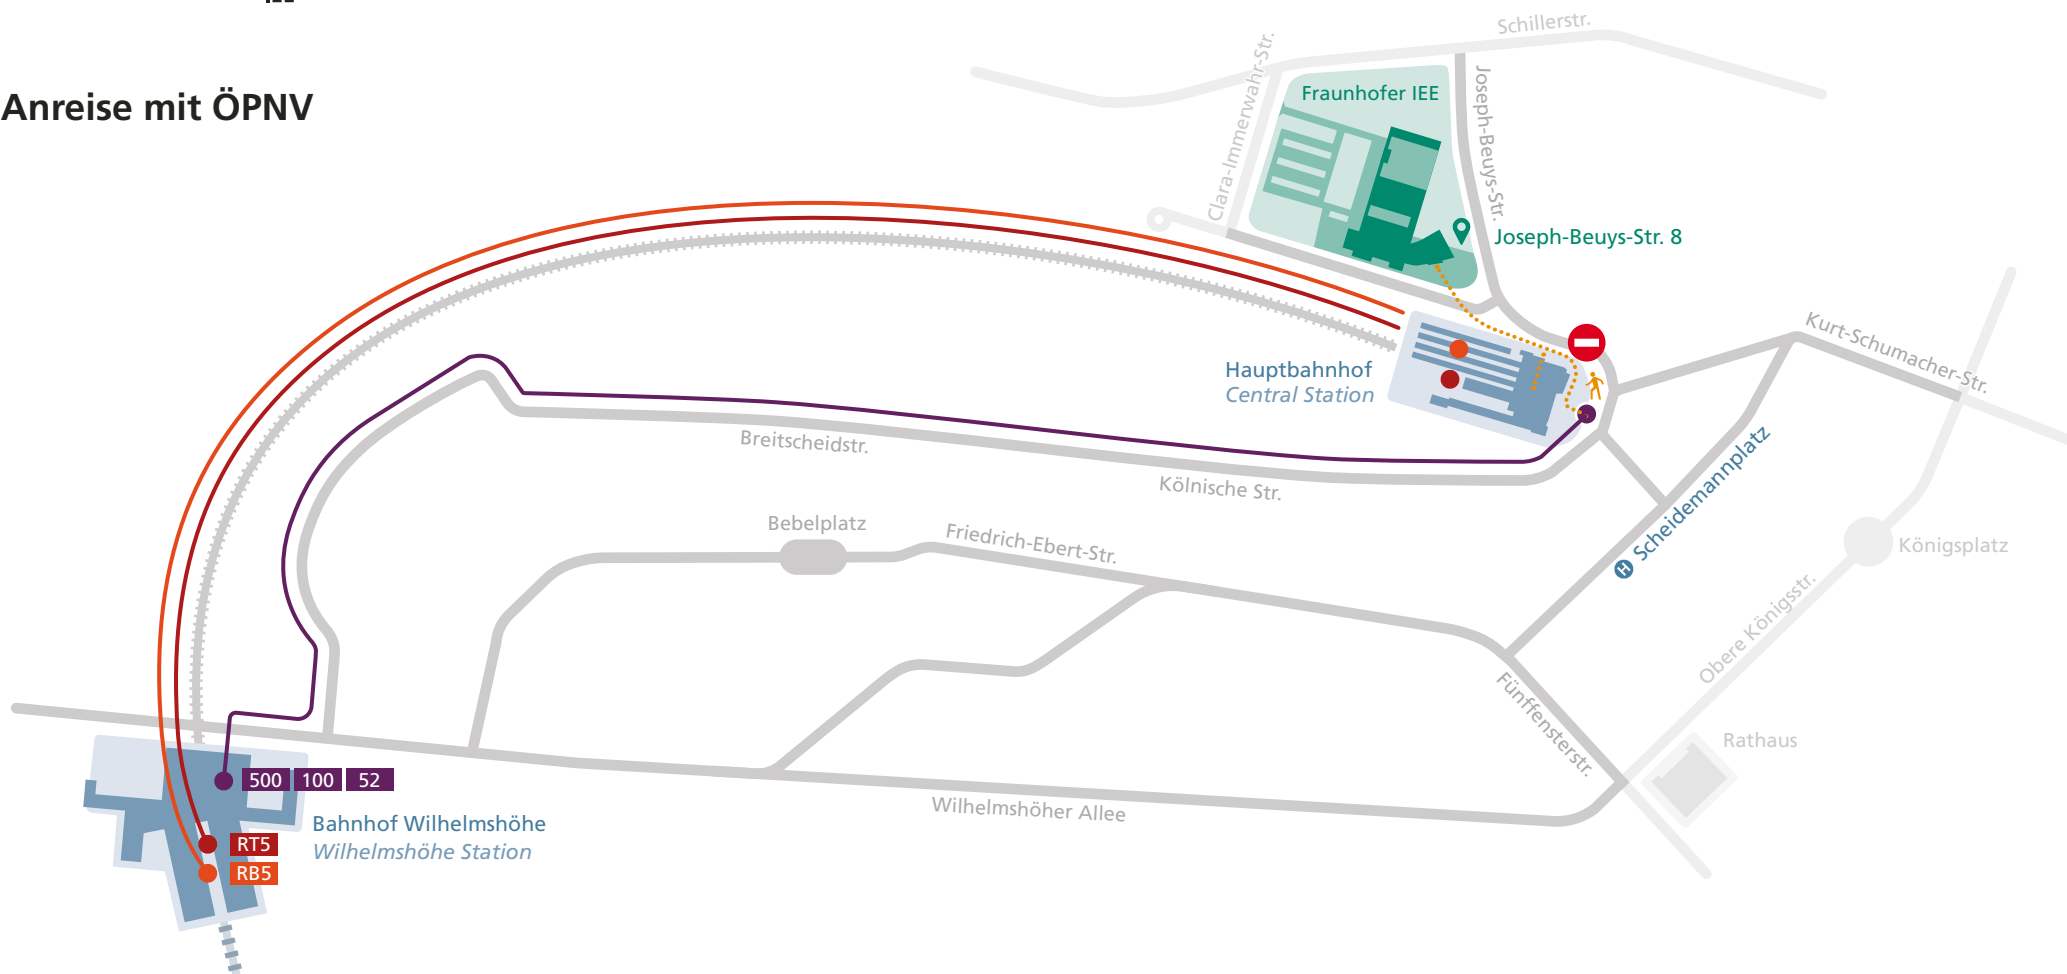 Anreise mit ÖPNV
Schillerstr.
Clara-Immerwahr-Str.
Fraunhofer IEE
Joseph-Beuys-Str.
Joseph-Beuys-Str. 8
Kurt-Schumacher-Str.
Hauptbahnhof
Central Station
Breitscheidstr.
Kölnische Str.
H Scheidemannplatz
Bebelplatz
Friedrich-Ebert-Str.
Königsplatz
Obere Königsstr.
Fünffensterstr.
Rathaus
500 100 52
Wilhelmshöher Allee
Bahnhof Wilhelmshöhe
Wilhelmshöhe Station
RT5
RB5